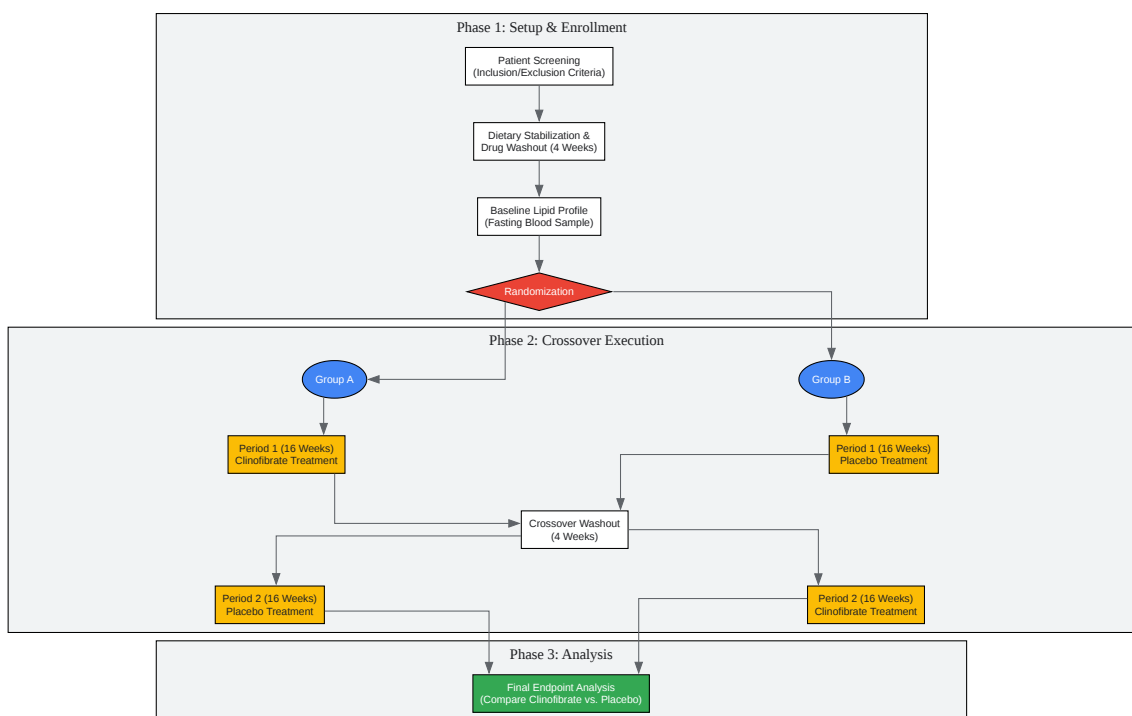 Phase 1: Setup & Enrollment
Patient Screening
(Inclusion/Exclusion Criteria)
Dietary Stabilization &
Drug Washout (4 Weeks)
Baseline Lipid Profile
(Fasting Blood Sample)
Randomization
Phase 2: Crossover Execution
Group A
Group B
Period 1 (16 Weeks)
Clinofibrate Treatment
Period 1 (16 Weeks)
Placebo Treatment
Crossover Washout
(4 Weeks)
Period 2 (16 Weeks)
Placebo Treatment
Period 2 (16 Weeks)
Clinofibrate Treatment
Phase 3: Analysis
Final Endpoint Analysis
(Compare Clinofibrate vs. Placebo)